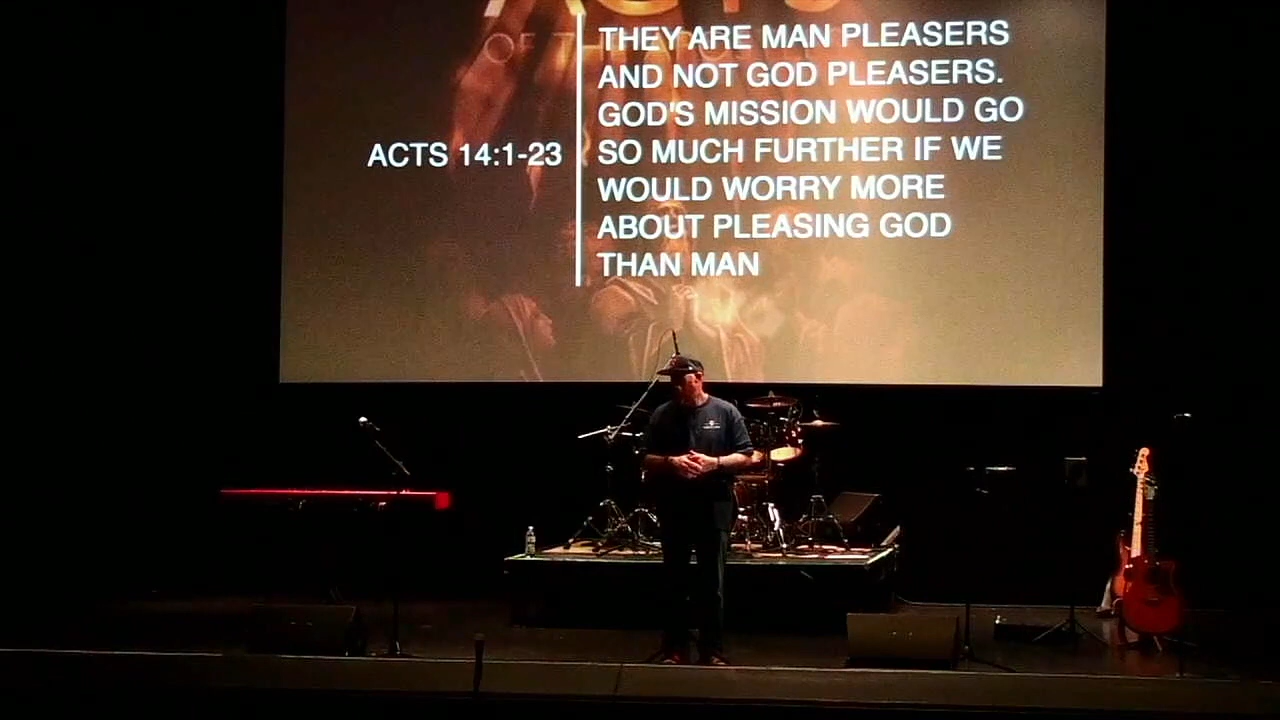 ACTS
THEY ARE MAN PLEASERS
AND NOT GOD PLEASERS.
GOD'S MISSION WOULD GO
ACTS 14:1-23
SO MUCH FURTHER IF WE
WOULD WORRY MORE
ABOUT PLEASING GOD
THAN MAN